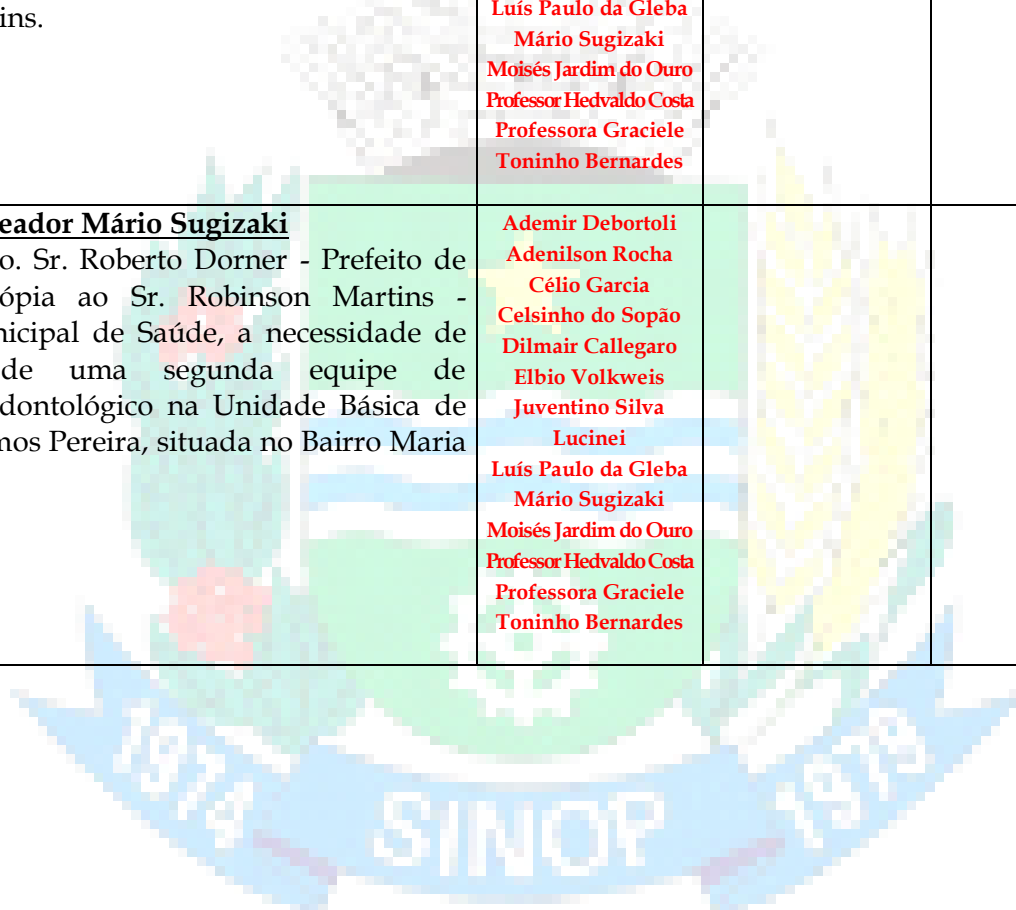 ins.
Luís Paulo da Gleba
Mário Sugizaki
Moisés Jardim do Ouro
Professor Hedvaldo Costa
Professora Graciele
Toninho Bernardes
eador Mário Sugizaki
o. Sr. Roberto Dorner - Prefeito de
ópia ao Sr. Robinson Martins -
nicipal de Saúde, a necessidade de
de uma segunda equipe de
dontológico na Unidade Básica de
mos Pereira, situada no Bairro Maria
Ademir Debortoli
Adenilson Rocha
Célio Garcia
Celsinho do Sopão
Dilmair Callegaro
Elbio Volkweis
Juventino Silva
Lucinei
Luís Paulo da Gleba
Mário Sugizaki
Moisés Jardim do Ouro
Professor Hedvaldo Costa
Professora Graciele
Toninho Bernardes
1974 SINOP 1979